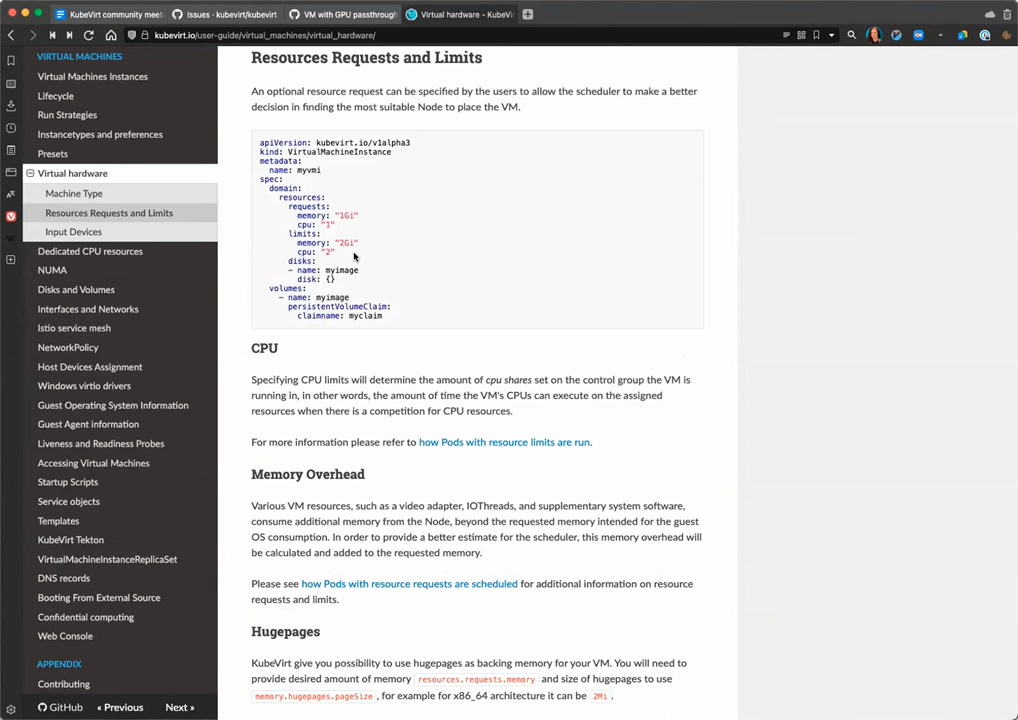 KubeVirt community meet
Issues · kubevirt/kubevirt
VM with GPU passthrough
Virtual hardware - KubeVi
kubevirt.io/user-guide/virtual_machines/virtual_hardware/
VIRTUAL MACHINES
Virtual Machines Instances
Lifecycle
Run Strategies
Instancetypes and preferences
Presets
Virtual hardware
Machine Type
Resources Requests and Limits
Input Devices
Dedicated CPU resources
NUMA
Disks and Volumes
Interfaces and Networks
Istio service mesh
NetworkPolicy
Host Devices Assignment
Windows virtio drivers
Guest Operating System Information
Guest Agent information
Liveness and Readiness Probes
Accessing Virtual Machines
Startup Scripts
Service objects
Templates
KubeVirt Tekton
VirtualMachineInstanceReplicaSet
DNS records
Booting From External Source
Confidential computing
Web Console
APPENDIX
Contributing
GitHub
« Previous
Next »
Resources Requests and Limits
An optional resource request can be specified by the users to allow the scheduler to make a better
decision in finding the most suitable Node to place the VM.
apiVersion: kubevirt.io/v1alpha3
kind: VirtualMachineInstance
metadata:
name: myvmi
spec:
domain:
resources:
requests:
memory: "1Gi"
cpu: "1"
limits:
memory: "2Gi"
cpu: "2"
disks:
- name: myimage
disk: {}
volumes:
- name: myimage
persistentVolumeClaim:
claimname: myclaim
CPU
Specifying CPU limits will determine the amount of cpu shares set on the control group the VM is
running in, in other words, the amount of time the VM's CPUs can execute on the assigned
resources when there is a competition for CPU resources.
For more information please refer to how Pods with resource limits are run.
Memory Overhead
Various VM resources, such as a video adapter, IOThreads, and supplementary system software,
consume additional memory from the Node, beyond the requested memory intended for the guest
OS consumption. In order to provide a better estimate for the scheduler, this memory overhead will
be calculated and added to the requested memory.
Please see how Pods with resource requests are scheduled for additional information on resource
requests and limits.
Hugepages
KubeVirt give you possibility to use hugepages as backing memory for your VM. You will need to
provide desired amount of memory resources.requests.memory and size of hugepages to use
memory.hugepages.pageSize , for example for x86_64 architecture it can be 2Mi .